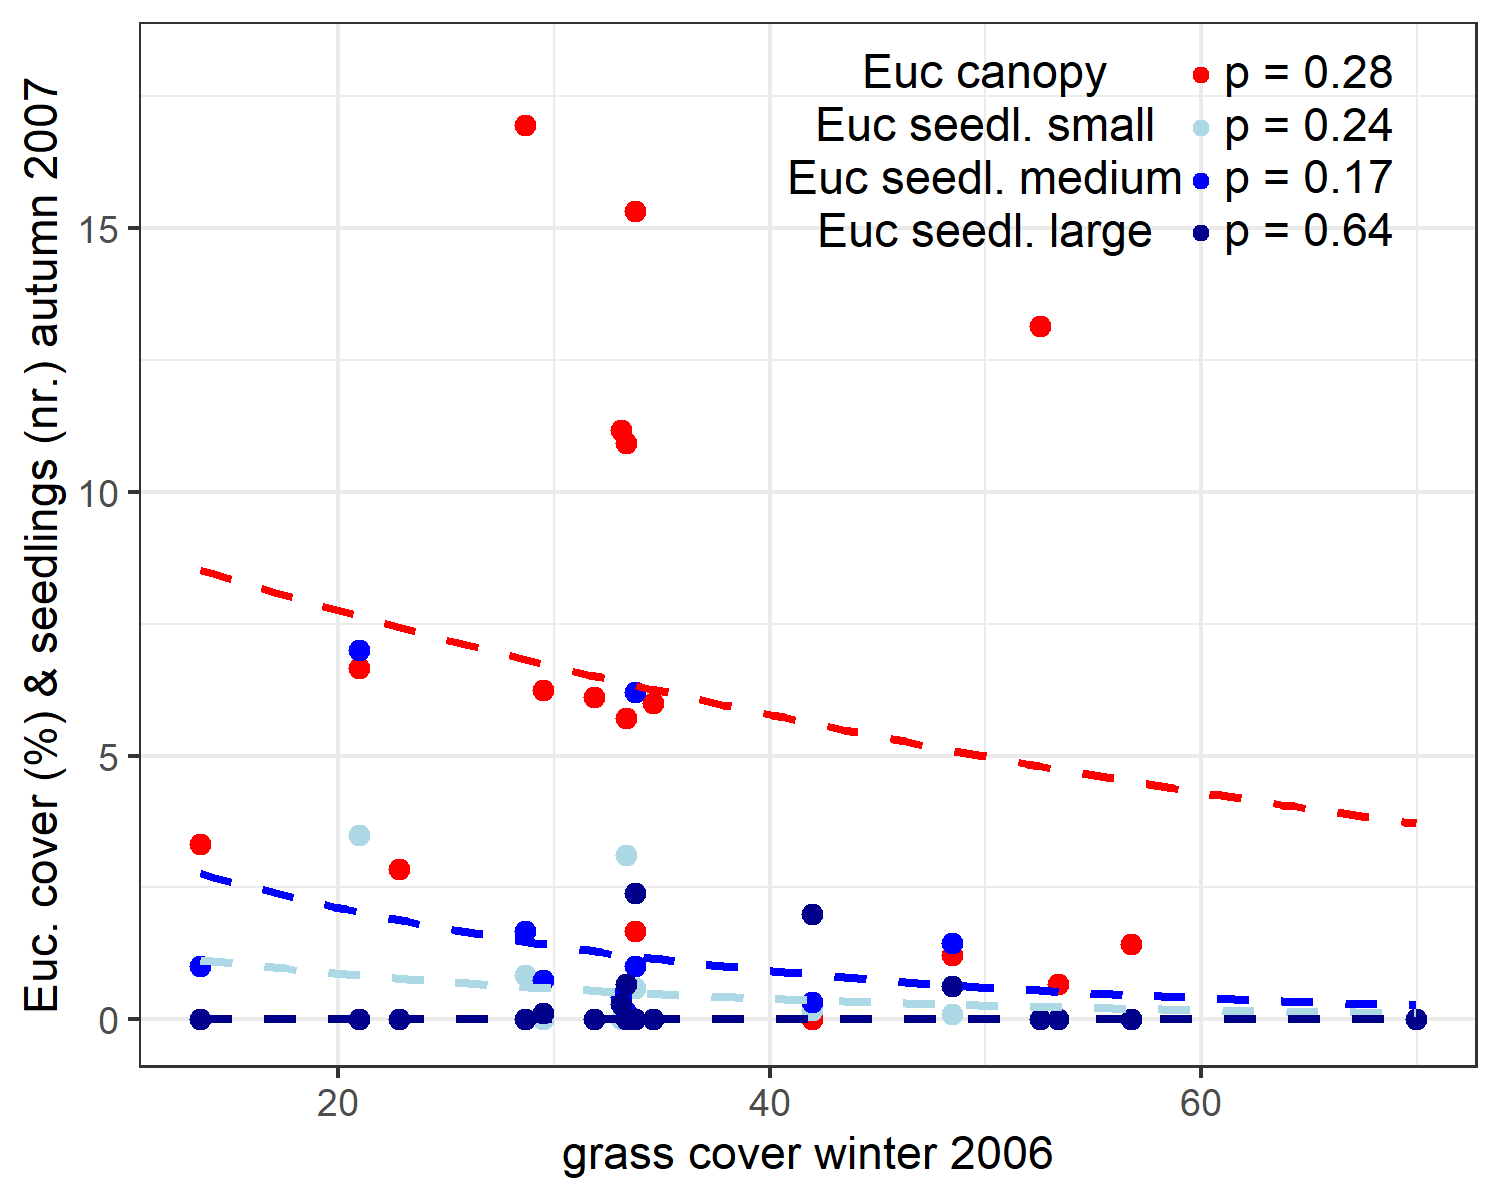 Euc canopy p = 0.28
Euc seedl. small p = 0.24
Euc seedl. medium p = 0.17
Euc seedl. large p = 0.64
Euc. cover (%) & seedlings (nr.) autumn 2007
15
10
5
0
20 40 60
grass cover winter 2006